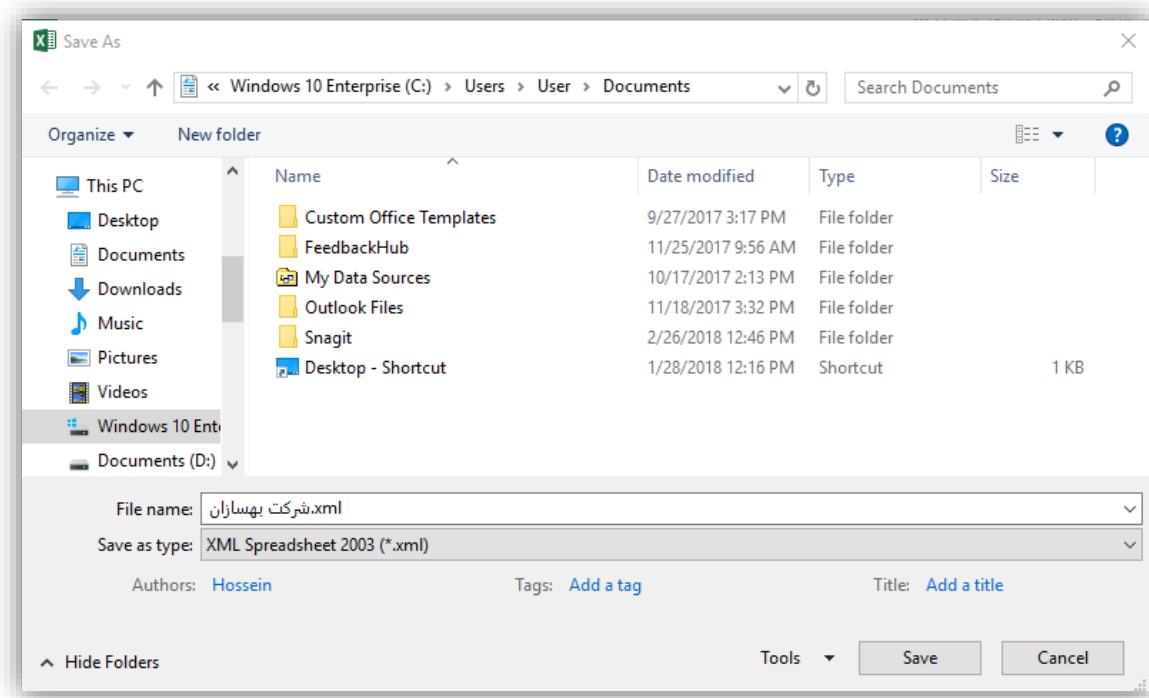 Save As
« Windows 10 Enterprise (C:) › Users › User › Documents Search Documents
Organize New folder
Name Date modified Type Size
This PC
Desktop
Documents
Downloads
Music
Pictures
Videos
Windows 10 Ente
Documents (D:)
Custom Office Templates 9/27/2017 3:17 PM File folder
FeedbackHub 11/25/2017 9:56 AM File folder
My Data Sources 10/17/2017 2:13 PM File folder
Outlook Files 11/18/2017 3:32 PM File folder
Snagit 2/26/2018 12:46 PM File folder
Desktop - Shortcut 1/28/2018 12:16 PM Shortcut 1 KB
File name: شرکت بهسازان.xml
Save as type: XML Spreadsheet 2003 (*.xml)
Authors: Hossein Tags: Add a tag Title: Add a title
Hide Folders Tools Save Cancel